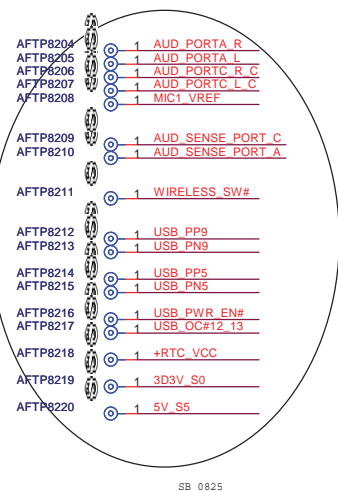 AFTP8204 1 AUD_PORTA_R
AFTP8205 1 AUD_PORTA_L
AFTP8206 1 AUD_PORTC_R_C
AFTP8207 1 AUD_PORTC_L_C
AFTP8208 1 MIC1_VREF
AFTP8209 1 AUD_SENSE_PORT_C
AFTP8210 1 AUD_SENSE_PORT_A
AFTP8211 1 WIRELESS_SW#
AFTP8212 1 USB_PP9
AFTP8213 1 USB_PN9
AFTP8214 1 USB_PP5
AFTP8215 1 USB_PN5
AFTP8216 1 USB_PWR_EN#
AFTP8217 1 USB_OC#12_13
AFTP8218 1 +RTC_VCC
AFTP8219 1 3D3V_S0
AFTP8220 1 5V_S5
SB 0825